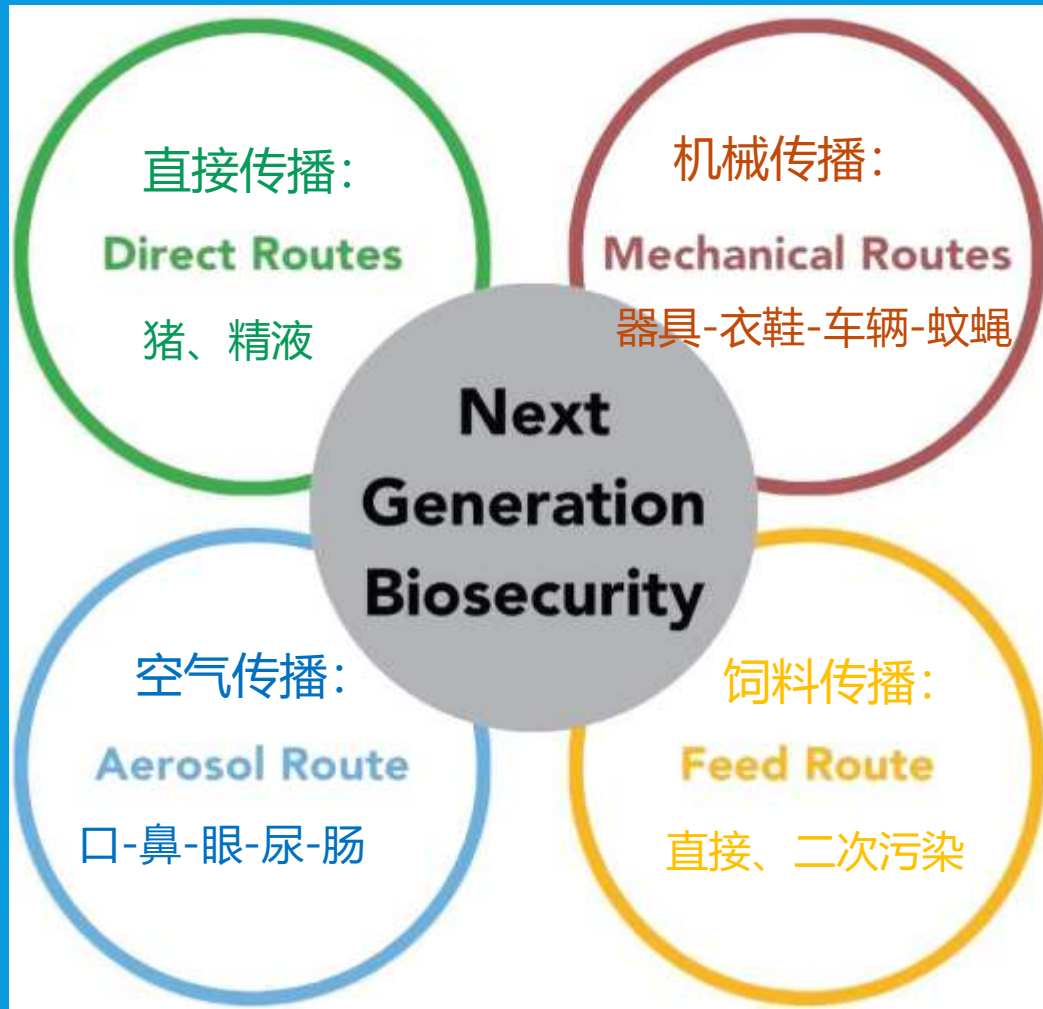 直接传播：
Direct Routes
猪、精液
机械传播：
Mechanical Routes
器具-衣鞋-车辆-蚊蝇
Next
Generation
Biosecurity
空气传播：
Aerosol Route
口-鼻-眼-尿-肠
饲料传播：
Feed Route
直接、二次污染